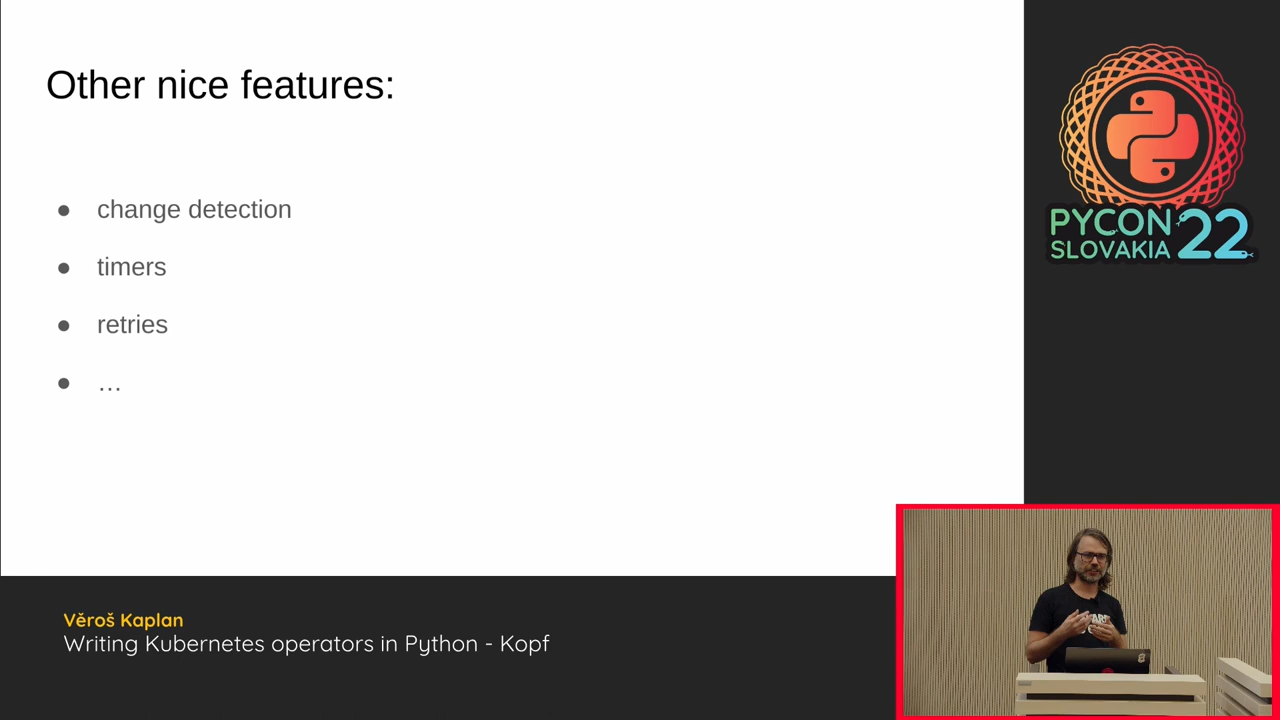 Other nice features:
● change detection
● timers
● retries
● …
PYCON
SLOVAKIA 22
Věroš Kaplan
Writing Kubernetes operators in Python - Kopf